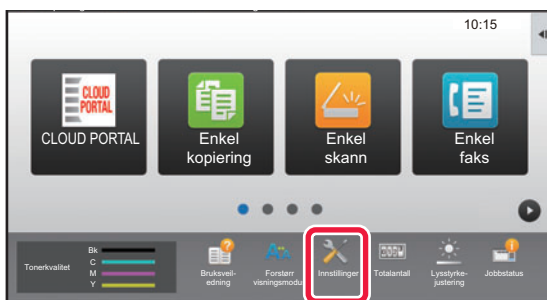 10:15
CLOUD
PORTAL
CLOUD PORTAL
Enkel
kopiering
Enkel
skann
Enkel
faks
Tonerkvalitet
Bk
C
M
Y
Bruksveil-
edning
Forstørr
visningsmodus
Innstillinger
Totalantall
Lysstyrke-
justering
Jobbstatus